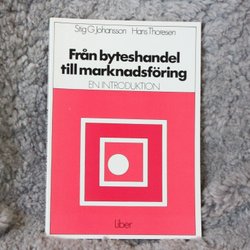 Stig G Johansson Hans Thoresen
Från byteshandel
till marknadsföring
EN INTRODUKTION
Liber